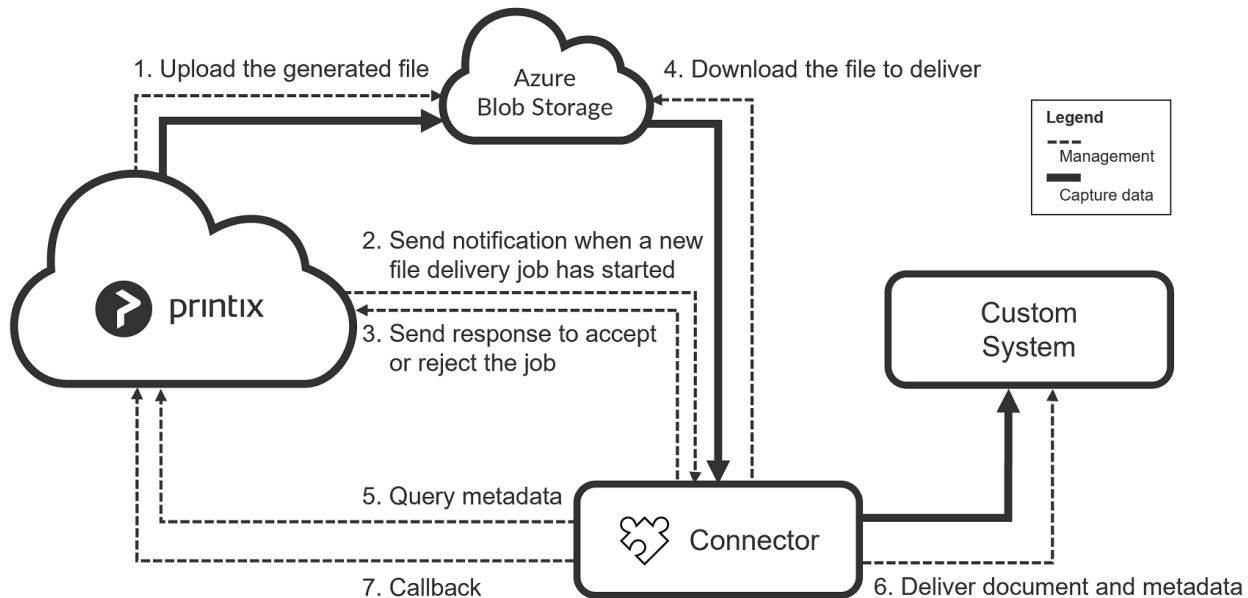 1. Upload the generated file
Azure
Blob Storage
4. Download the file to deliver
Legend
Management
Capture data
2. Send notification when a new
file delivery job has started
printix
3. Send response to accept
or reject the job
Custom
System
5. Query metadata
Connector
7. Callback
6. Deliver document and metadata